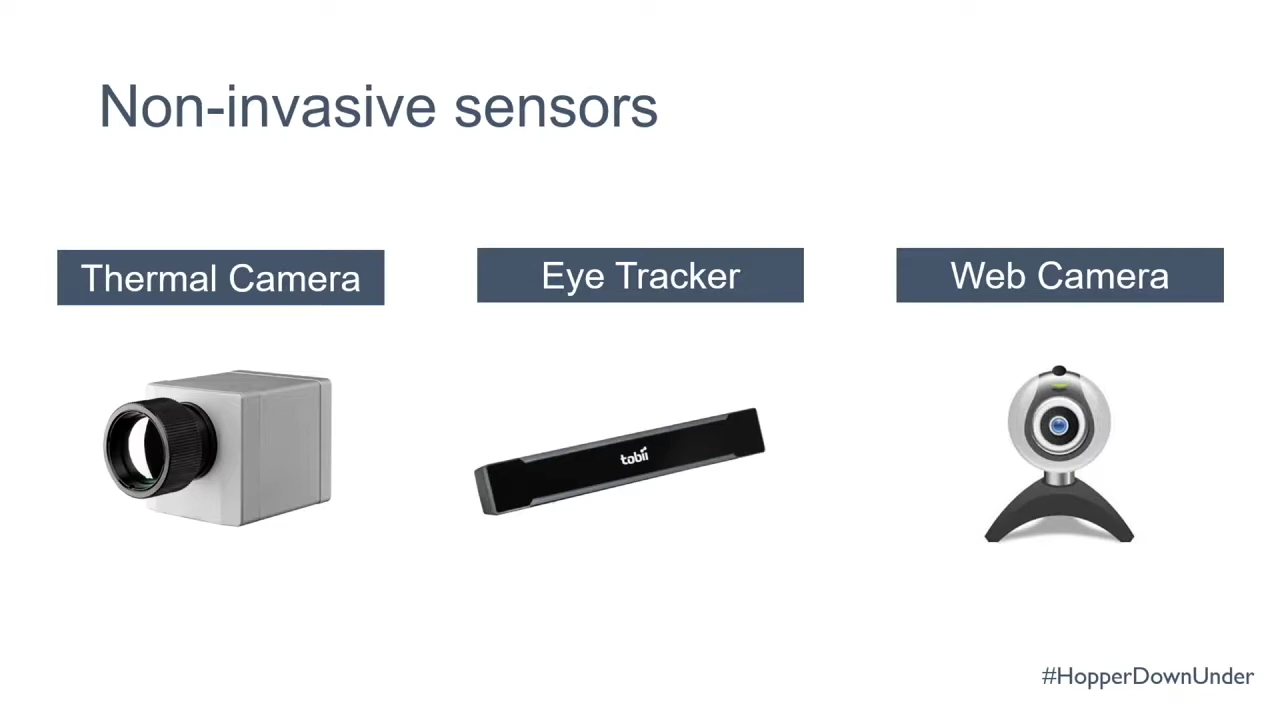 Non-invasive sensors
Thermal Camera
Eye Tracker
Web Camera
tobii
#HopperDownUnder